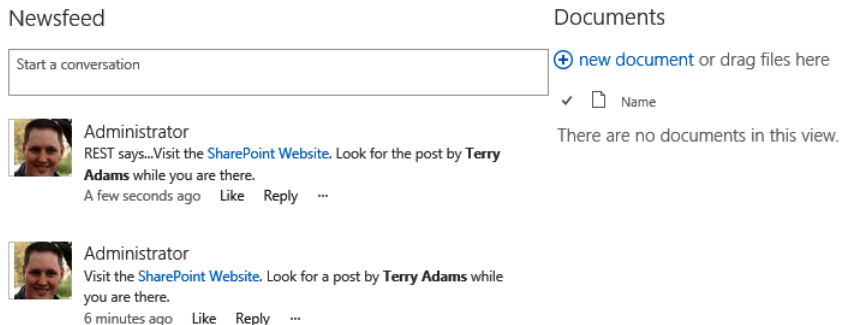 Newsfeed
Start a conversation
Administrator
REST says...Visit the SharePoint Website. Look for the post by Terry
Adams while you are there.
A few seconds ago Like Reply ...
Administrator
Visit the SharePoint Website. Look for a post by Terry Adams while
you are there.
6 minutes ago Like Reply ...
Documents
new document or drag files here
Name
There are no documents in this view.